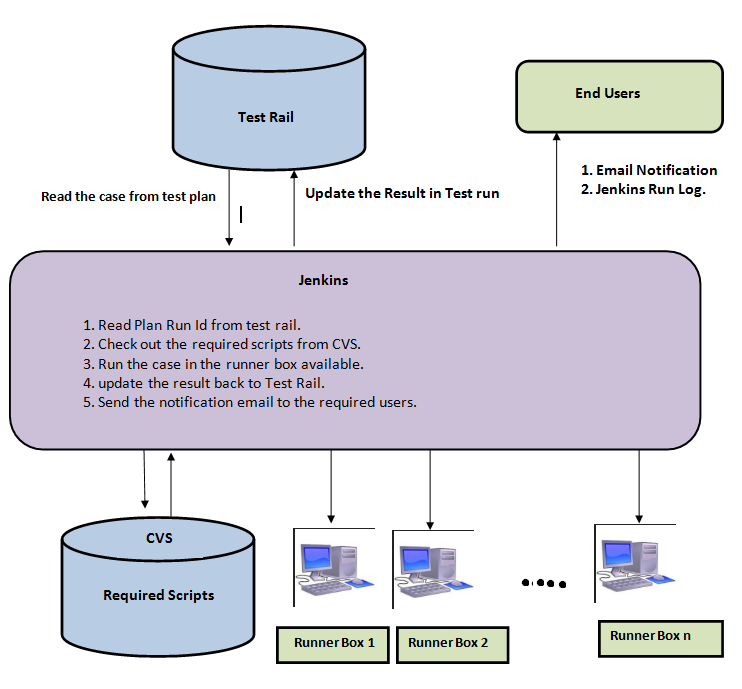 Test Rail
End Users
1. Email Notification
2. Jenkins Run Log.
Read the case from test plan
Update the Result in Test run
Jenkins
1. Read Plan Run Id from test rail.
2. Check out the required scripts from CVS.
3. Run the case in the runner box available.
4. update the result back to Test Rail.
5. Send the notification email to the required users.
CVS
Required Scripts
Runner Box 1
Runner Box 2
Runner Box n